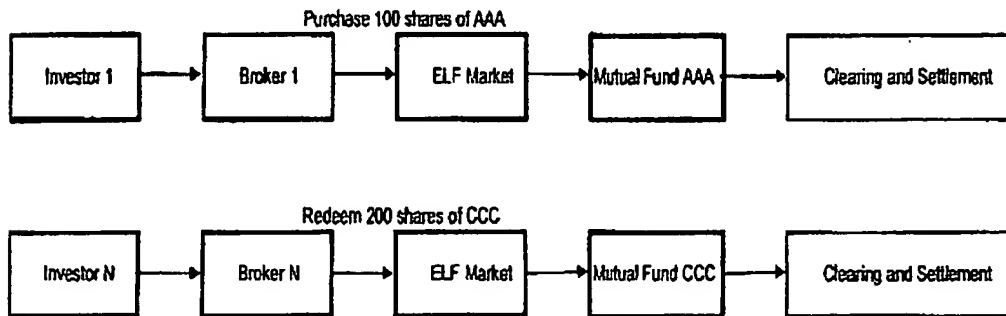 Purchase 100 shares of AAA
Investor 1 Broker 1 ELF Market Mutual Fund AAA Clearing and Settlement
Redeem 200 shares of CCC
Investor N Broker N ELF Market Mutual Fund CCC Clearing and Settlement